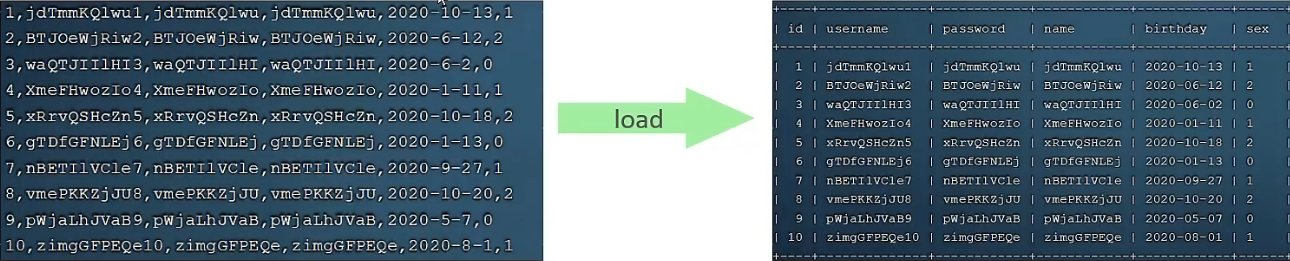 1,jdTmmKQlwu1,jdTmmKQlwu,jdTmmKQlwu,2020-10-13,1
2,BTJOeWjRiw2,BTJOeWjRiw,BTJOeWjRiw,2020-6-12,2
3,waQTJIIlHI3,waQTJIIlHI,waQTJIIlHI,2020-6-2,0
4,XmeFHwozIo4,XmeFHwozIo,XmeFHwozIo,2020-1-11,1
5,xRrvQSHcZn5,xRrvQSHcZn,xRrvQSHcZn,2020-10-18,2
6,gTDfGFNLEj6,gTDfGFNLEj,gTDfGFNLEj,2020-1-13,0
7,nBETIlVCle7,nBETIlVCle,nBETIlVCle,2020-9-27,1
8,vmePKKZjJU8,vmePKKZjJU,vmePKKZjJU,2020-10-20,2
9,pWjaLhJVaB9,pWjaLhJVaB,pWjaLhJVaB,2020-5-7,0
10,zimgGFPEQe10,zimgGFPEQe,zimgGFPEQe,2020-8-1,1
load
| id | username | password | name | birthday | sex |
| 1 | jdTmmKQlwu1 | jdTmmKQlwu | jdTmmKQlwu | 2020-10-13 | 1
| 2 | BTJOeWjRiw2 | BTJOeWjRiw | BTJOeWjRiw | 2020-06-12 | 2
| 3 | waQTJIIlHI3 | waQTJIIlHI | waQTJIIlHI | 2020-06-02 | 0
| 4 | XmeFHwozIo4 | XmeFHwozIo | XmeFHwozIo | 2020-01-11 | 1
| 5 | xRrvQSHcZn5 | xRrvQSHcZn | xRrvQSHcZn | 2020-10-18 | 2
| 6 | gTDfGFNLEj6 | gTDfGFNLEj | gTDfGFNLEj | 2020-01-13 | 0
| 7 | nBETIlVCle7 | nBETIlVCle | nBETIlVCle | 2020-09-27 | 1
| 8 | vmePKKZjJU8 | vmePKKZjJU | vmePKKZjJU | 2020-10-20 | 2
| 9 | pWjaLhJVaB9 | pWjaLhJVaB | pWjaLhJVaB | 2020-05-07 | 0
| 10 | zimgGFPEQe10 | zimgGFPEQe | zimgGFPEQe | 2020-08-01 | 1